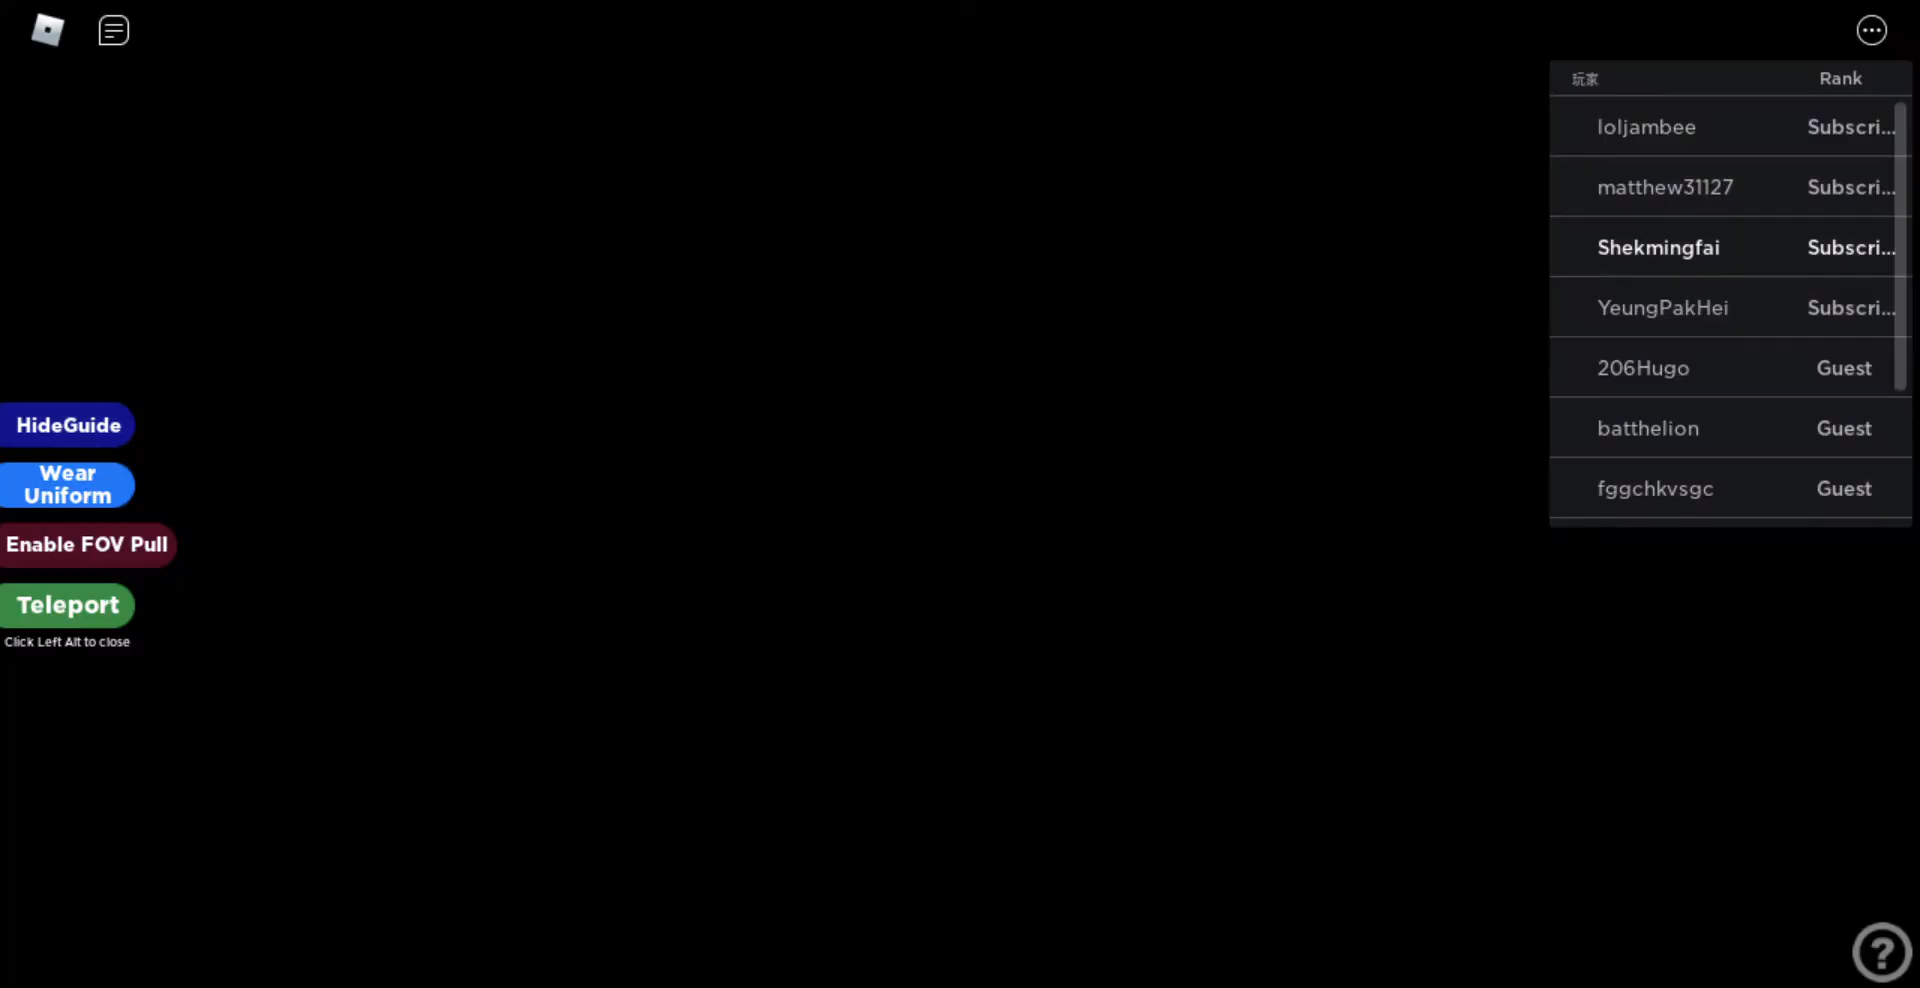 玩家 Rank
loljambee Subscri...
matthew31127 Subscri...
Shekmingfai Subscri...
YeungPakHei Subscri...
206Hugo Guest
batthelion Guest
fggchkvsgc Guest
HideGuide
Wear
Uniform
Enable FOV Pull
Teleport
Click Left Alt to close
?